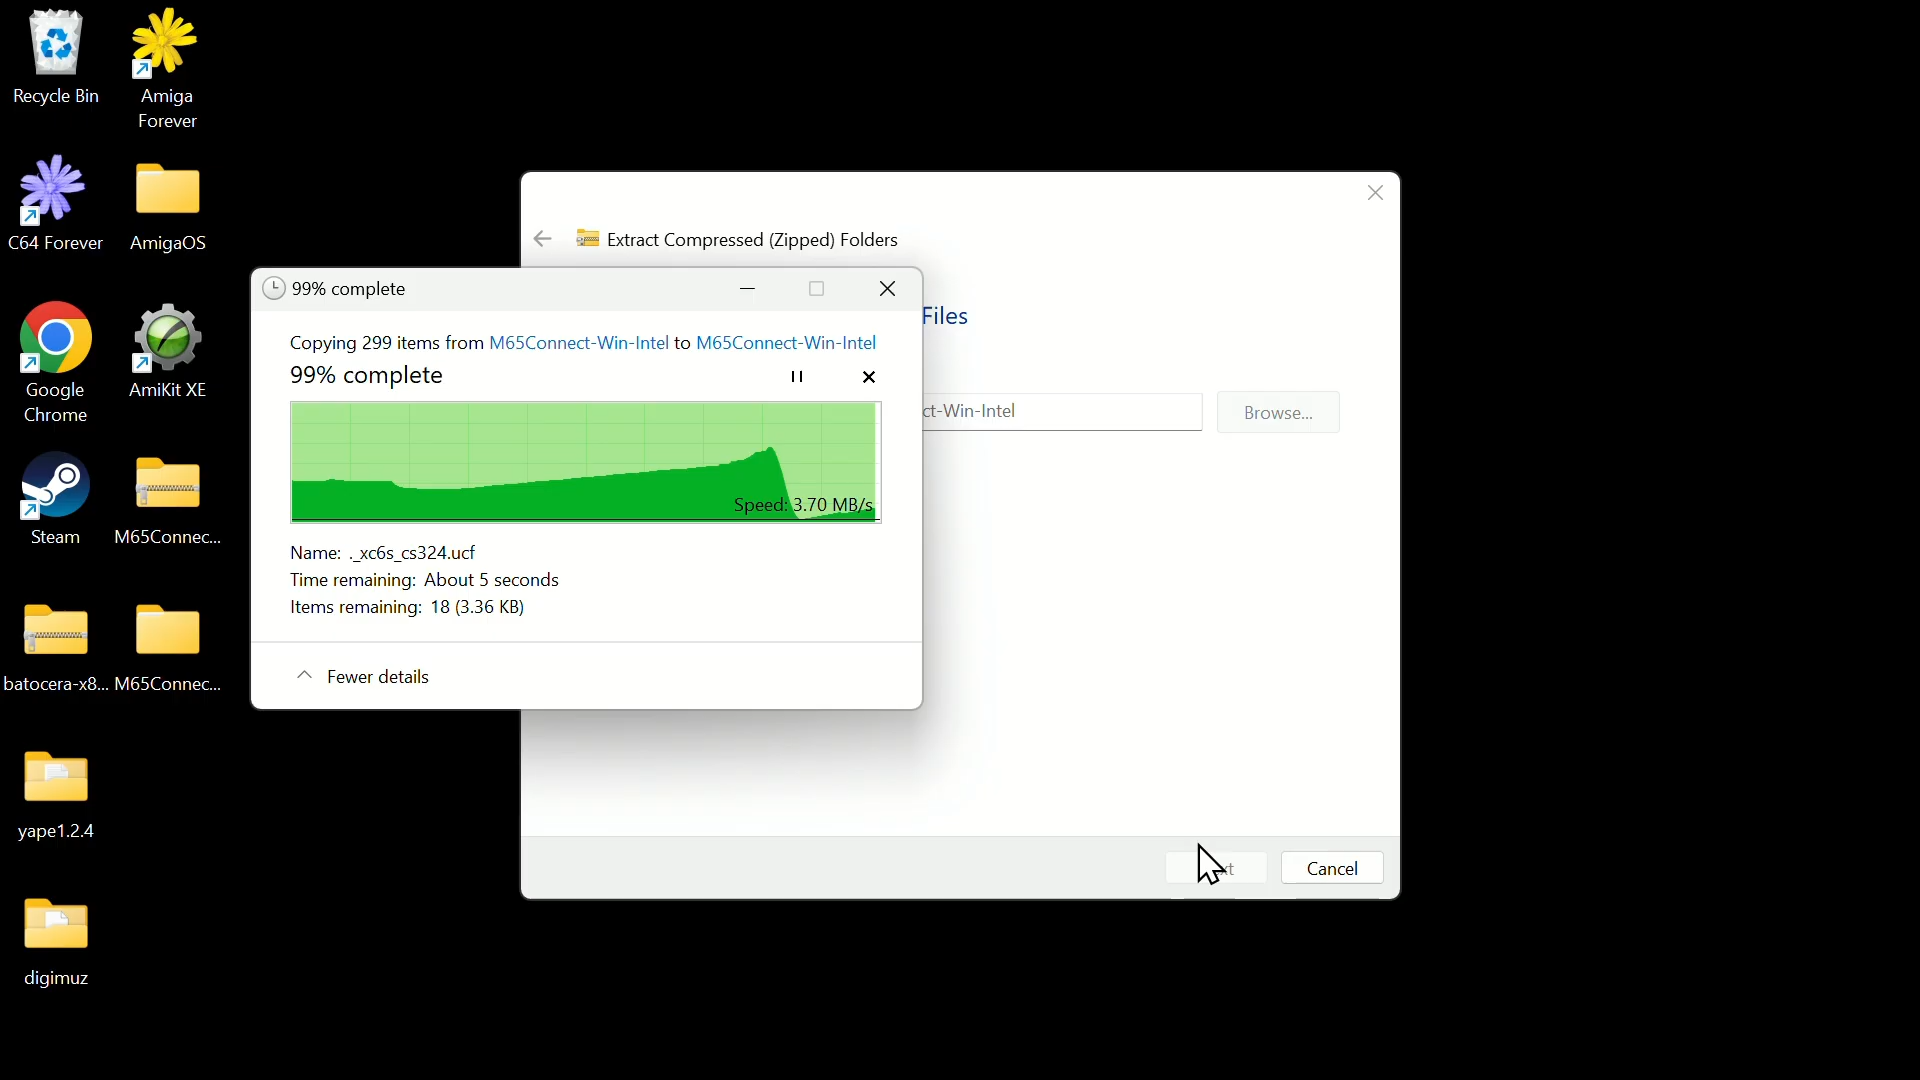 Recycle Bin
Amiga
Forever
C64 Forever
AmigaOS
Google
Chrome
AmiKit XE
Steam
M65Connec...
batocera-x8...
M65Connec...
yape1.2.4
digimuz
Extract Compressed (Zipped) Folders
Files
ct-Win-Intel
Browse...
Cancel
99% complete
Copying 299 items from M65Connect-Win-Intel to M65Connect-Win-Intel
99% complete
Speed: 3.70 MB/s
Name: ._xc6s_cs324.ucf
Time remaining: About 5 seconds
Items remaining: 18 (3.36 KB)
Fewer details